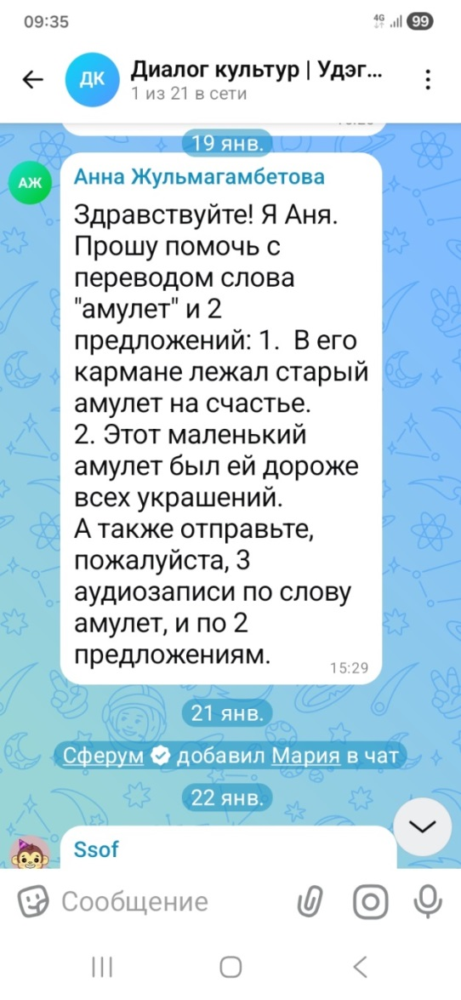 09:35
4G
99
ДК
Диалог культур | Удэг...
1 из 21 в сети
19 янв.
АЖ
Анна Жульмагамбетова
Здравствуйте! Я Аня.
Прошу помочь с
переводом слова
"амулет" и 2
предложений: 1.  В его
кармане лежал старый
амулет на счастье.
2. Этот маленький
амулет был ей дороже
всех украшений.
А также отправьте,
пожалуйста, 3
аудиозаписи по слову
амулет, и по 2
предложениям.
15:29
21 янв.
Сферум добавил Мария в чат
22 янв.
Ssof
Сообщение